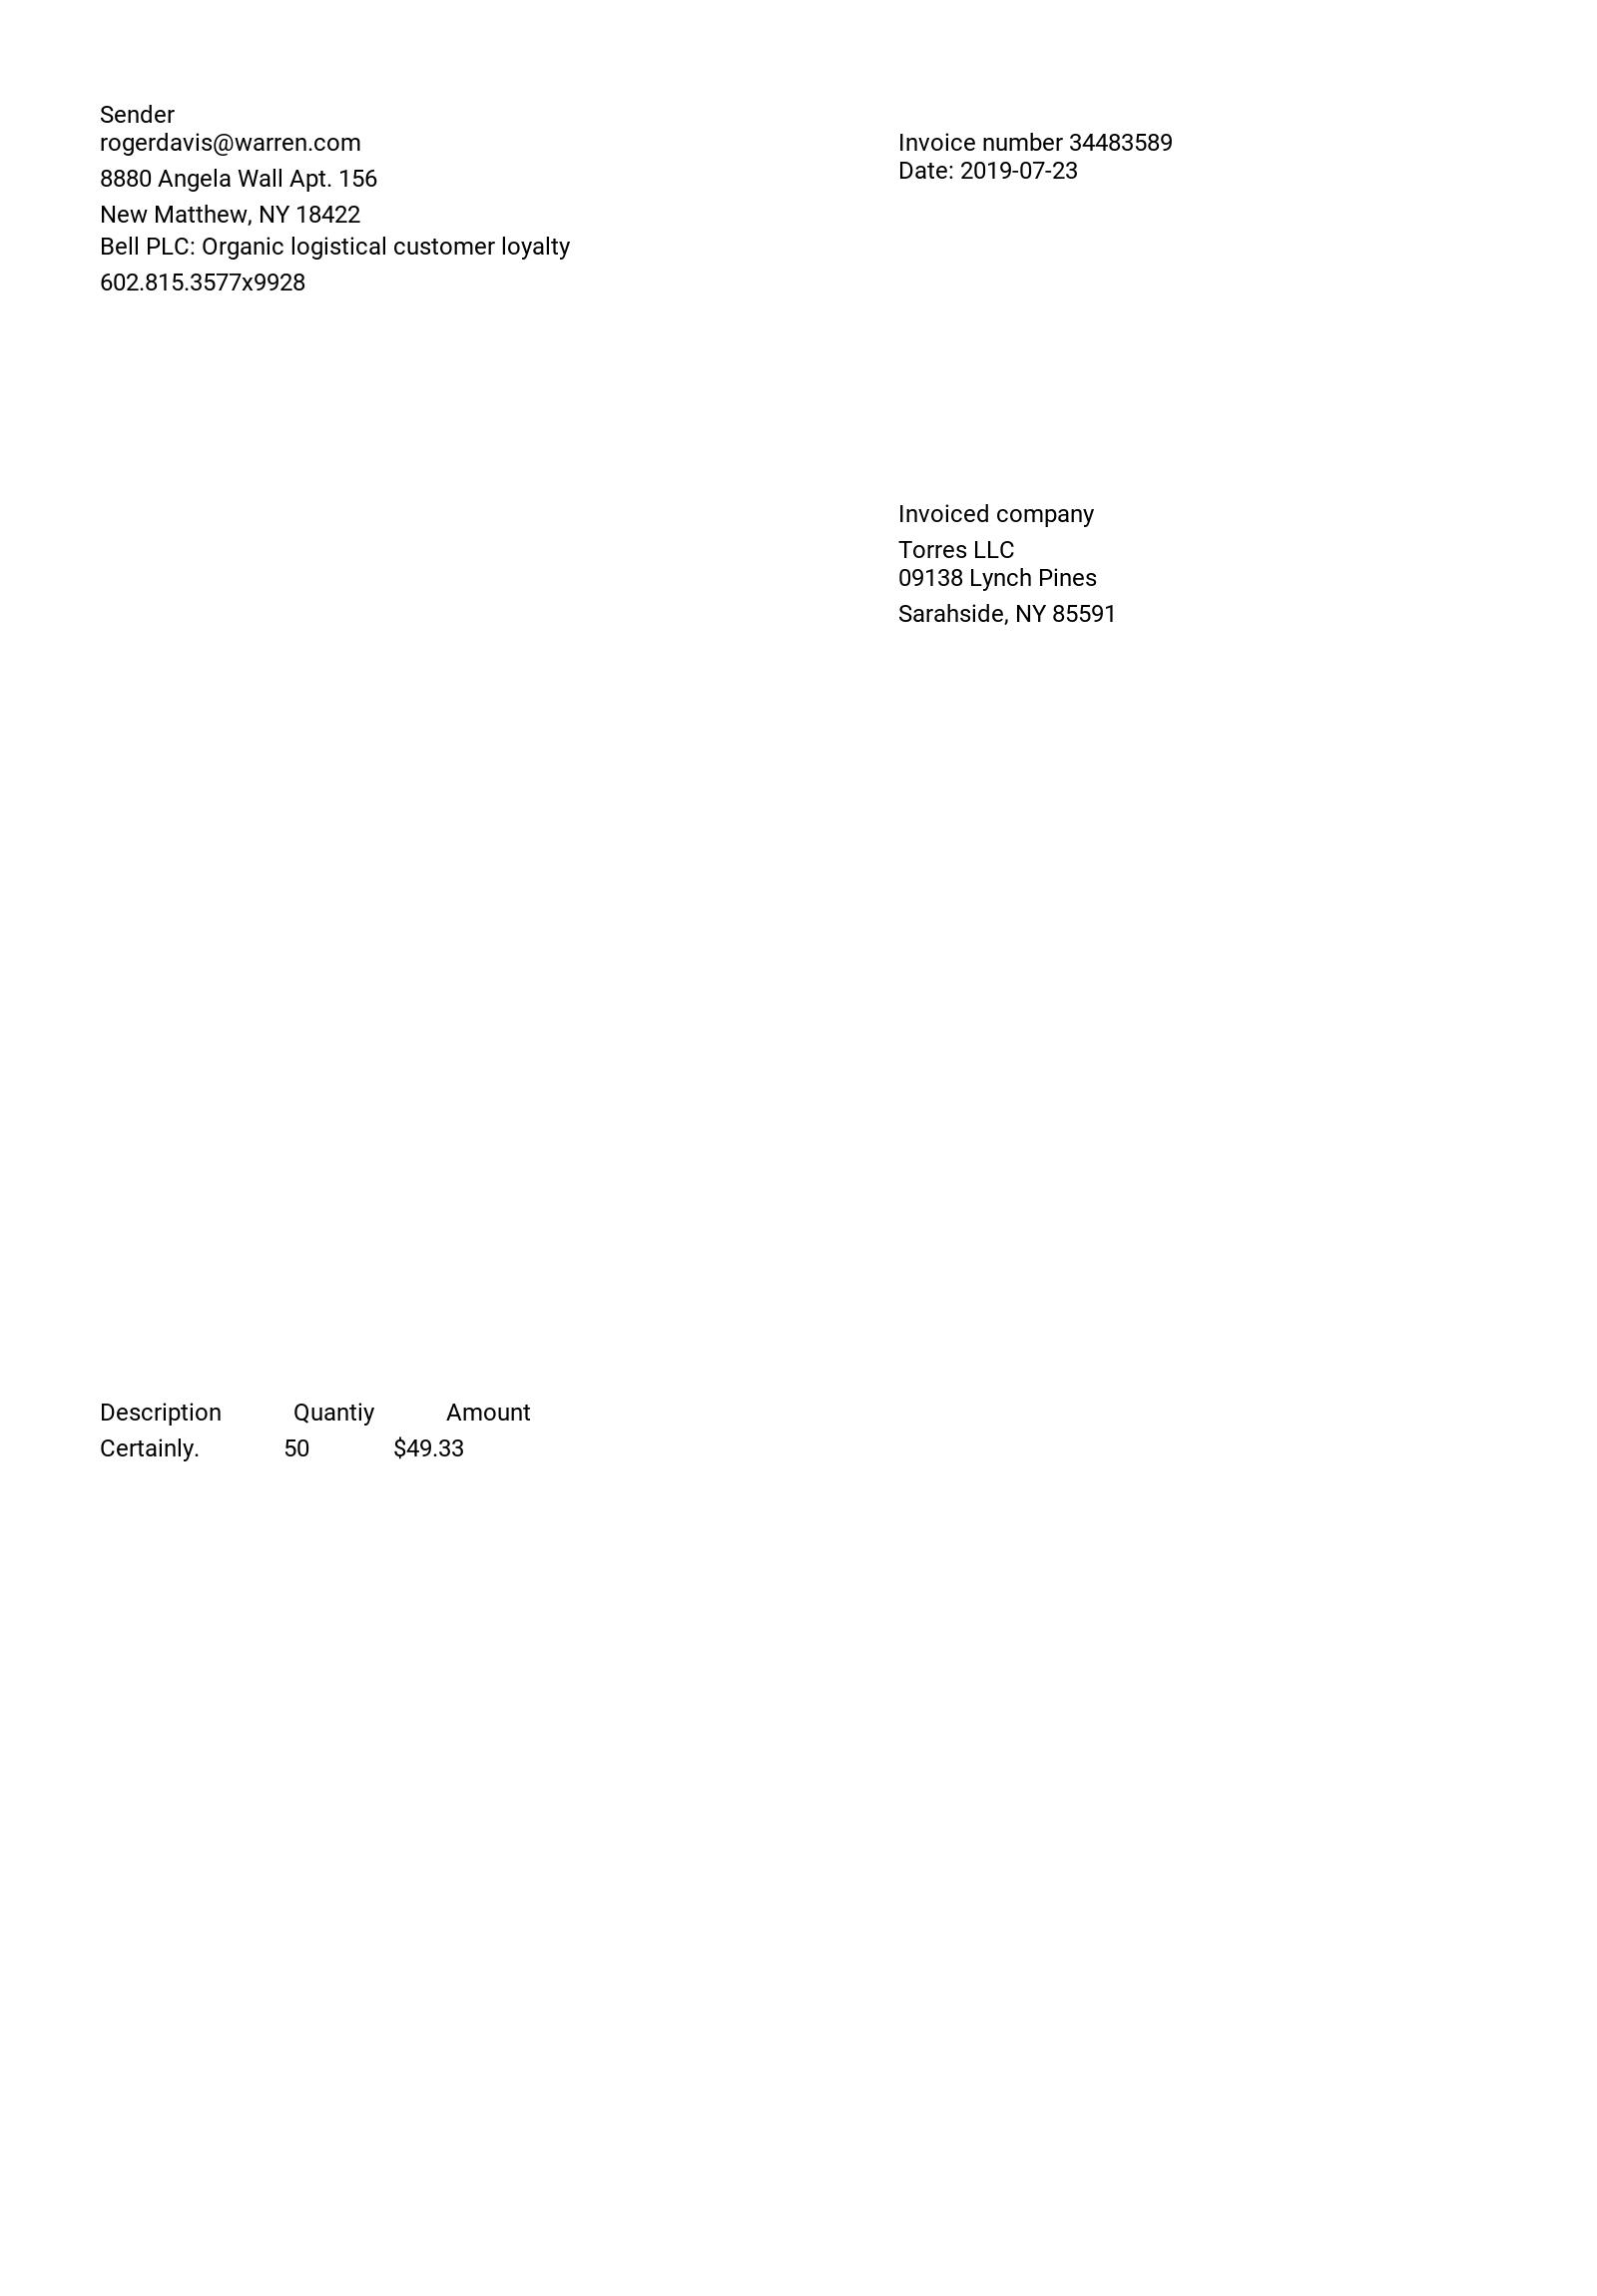 Sender
rogerdavis@warren.com
8880 Angela Wall Apt. 156
New Matthew, NY 18422
Bell PLC: Organic logistical customer loyalty
602.815.3577x9928
Invoice number 34483589
Date: 2019-07-23
Invoiced company
Torres LLC
09138 Lynch Pines
Sarahside, NY 85591
Description Quantiy Amount
Certainly. 50 $49.33